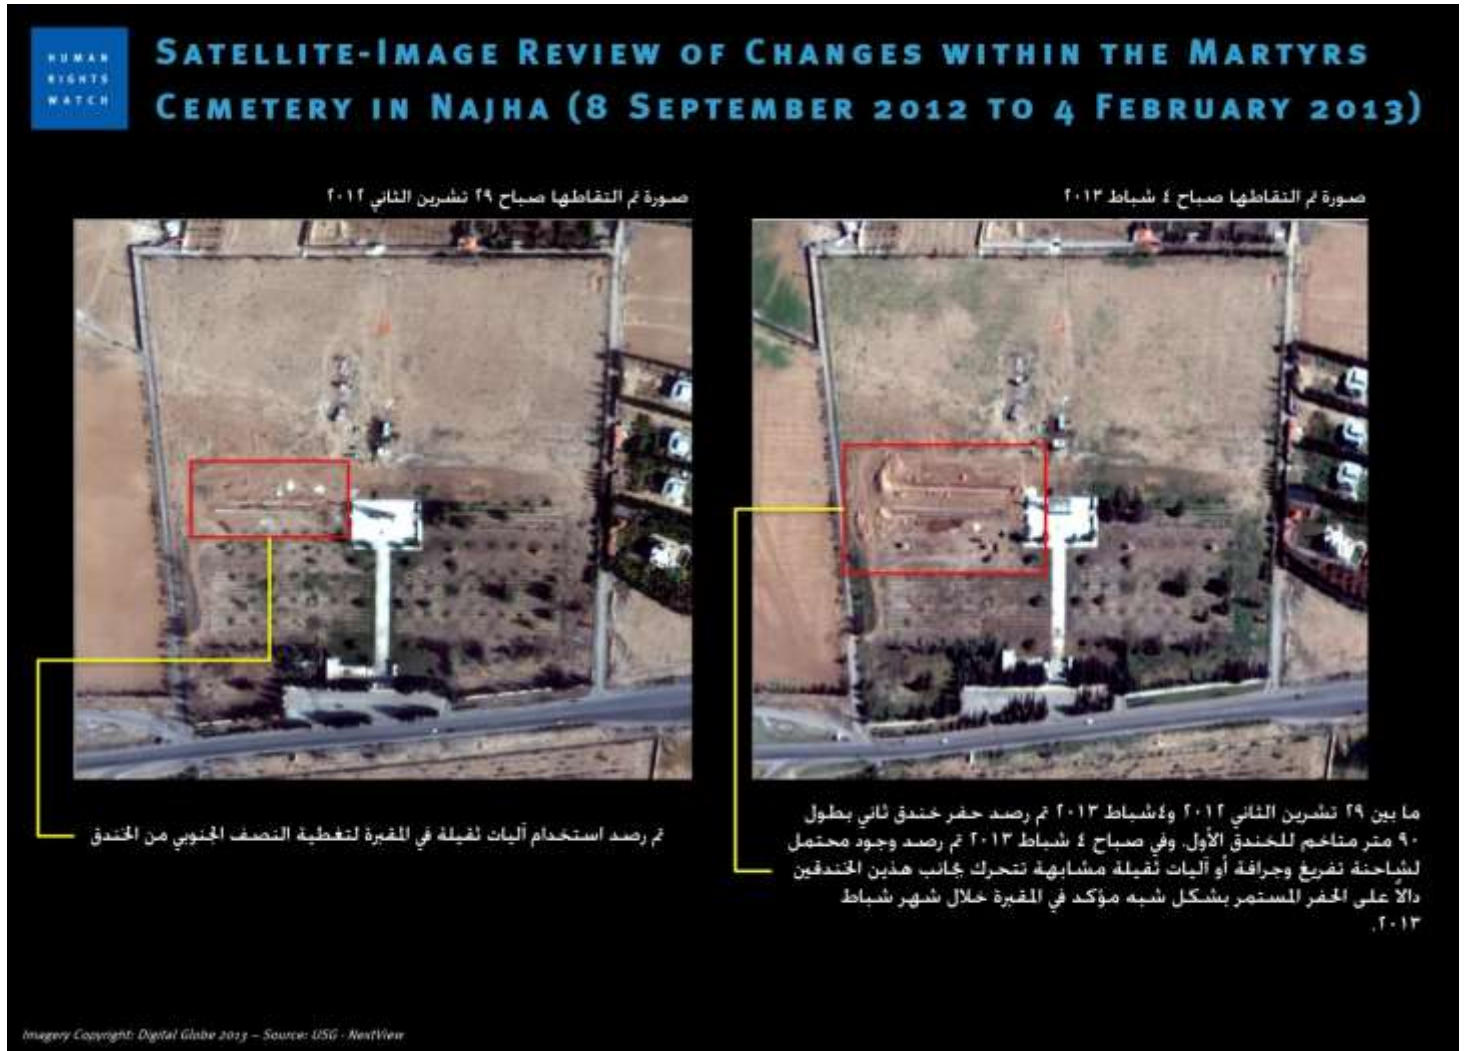 HUMAN
RIGHTS
WATCH
SATELLITE-IMAGE REVIEW OF CHANGES WITHIN THE MARTYRS
CEMETERY IN NAJHA (8 SEPTEMBER 2012 TO 4 FEBRUARY 2013)
صورة تم التقاطها صباح ٢٩ تشرين الثاني ٢٠١٢
صورة تم التقاطها صباح ٤ شباط ٢٠١٣
تم رصد استخدام آليات ثقيلة في المقبرة لتغطية النصف الجنوبي من الخندق
ما بين ٢٩ تشرين الثاني ٢٠١٢ و٤شباط ٢٠١٣ تم رصد حفر خندق ثاني بطول
٩٠ متر متاخم للخندق الأول. وفي صباح ٤ شباط ٢٠١٣ تم رصد وجود محتمل
لشاحنة تفريغ وجرافة أو آليات ثقيلة مشابهة تتحرك بجانب هذين الخندقين
دالاً على الحفر المستمر بشكل شبه مؤكد في المقبرة خلال شهر شباط
٢٠١٣.
Imagery Copyright: Digital Globe 2013 – Source: USG - NextView